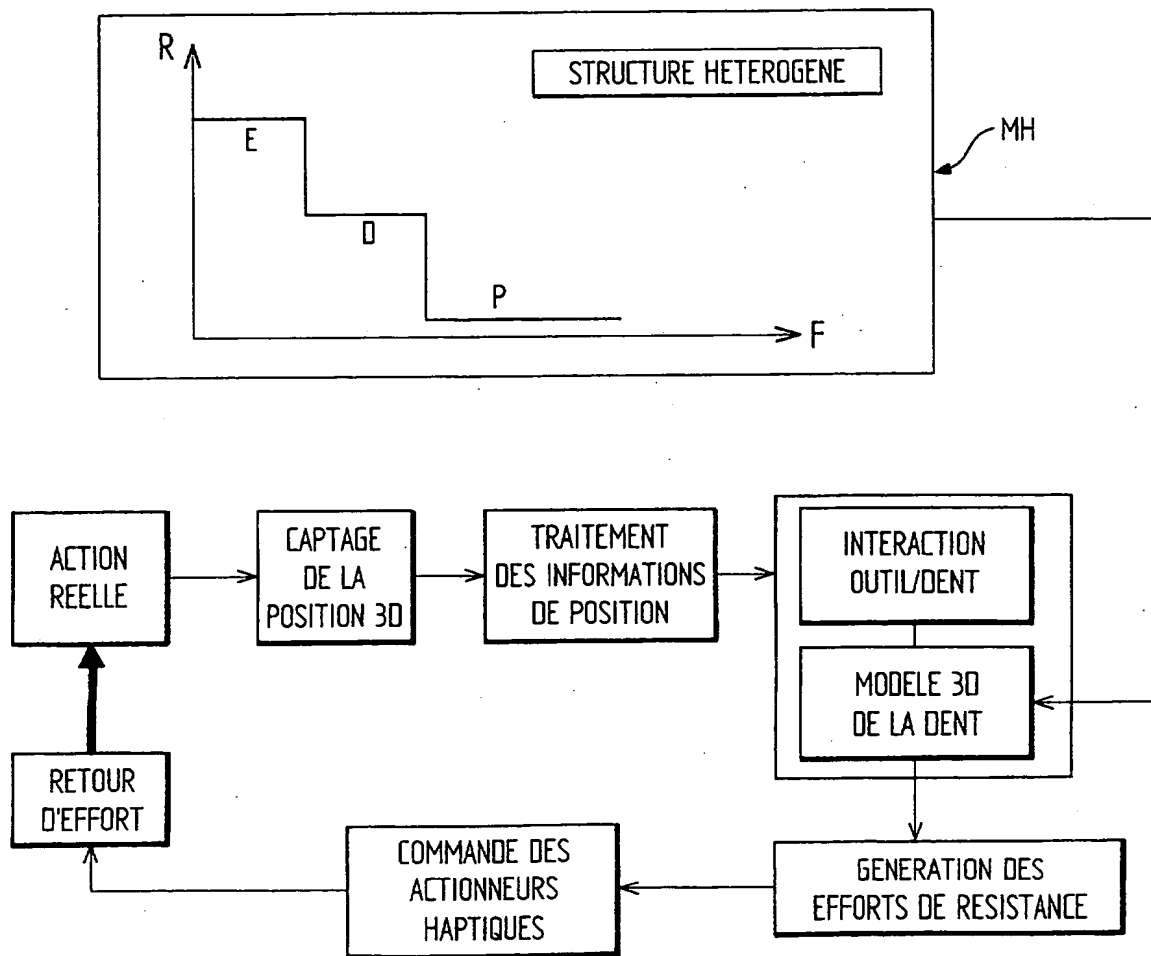 R
STRUCTURE HETEROGENE
E
MH
D
P
F
ACTION
REELLE
CAPTAGE
DE LA
POSITION 3D
TRAITEMENT
DES INFORMATIONS
DE POSITION
INTERACTION
OUTIL/DENT
MODELE 3D
DE LA DENT
RETOUR
D'EFFORT
COMMANDE DES
ACTIONNEURS
HAPTIQUES
GENERATION DES
EFFORTS DE RESISTANCE